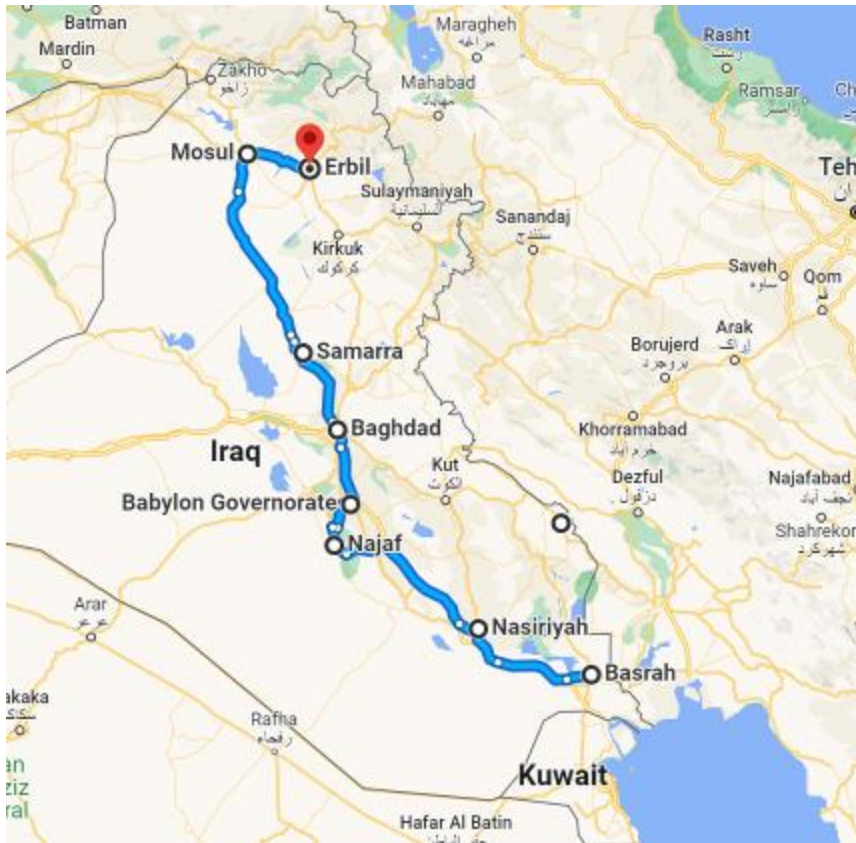 Batman
Mardin
Zakho
زاخو
Maragheh
مراغه
Mahabad
مهاباد
Rasht
رشت
Ramsar
رامسر
Mosul
Erbil
Sulaymaniyah
السليمانية
Sanandaj
سنندج
Kirkuk
كركوك
Saveh
ساوه
Qom
قم
Arak
اراک
Borujerd
بروجرد
Samarra
Khorramabad
خرم آباد
Baghdad
Iraq
Kut
الكوت
Dezful
دزفول
Najafabad
نجف آباد
Shahrekor
شهرکرد
Babylon Governorate
Najaf
Arar
عرعر
Nasiriyah
Basrah
akaka
Rafha
رفحاء
Kuwait
an
ziz
ral
Hafar Al Batin